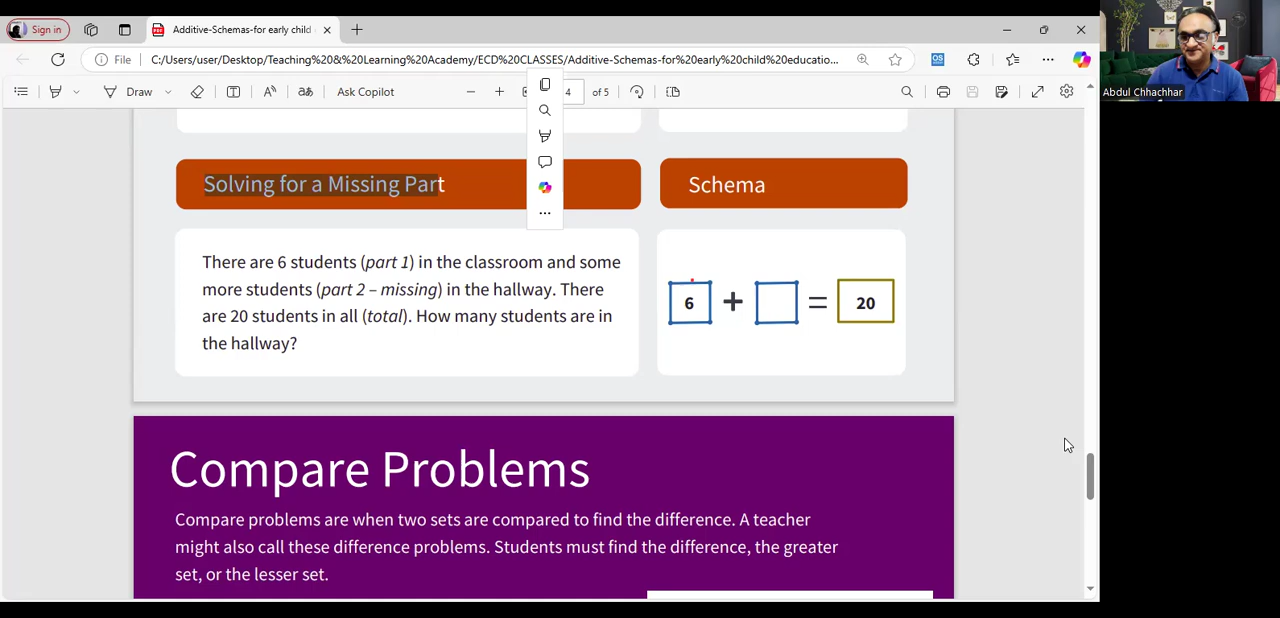 Sign in
Additive-Schemas-for early child
File
C:/Users/user/Desktop/Teaching%20&%20Learning%20Academy/ECD%20CLASSES/Additive-Schemas-for%20early%20child%20educatio...
OS
Draw
aあ
Ask Copilot
4 of 5
Abdul Chhachhar
Solving for a Missing Part
Schema
There are 6 students (part 1) in the classroom and some
more students (part 2 – missing) in the hallway. There
are 20 students in all (total). How many students are in
the hallway?
6 + = 20
Compare Problems
Compare problems are when two sets are compared to find the difference. A teacher
might also call these difference problems. Students must find the difference, the greater
set, or the lesser set.